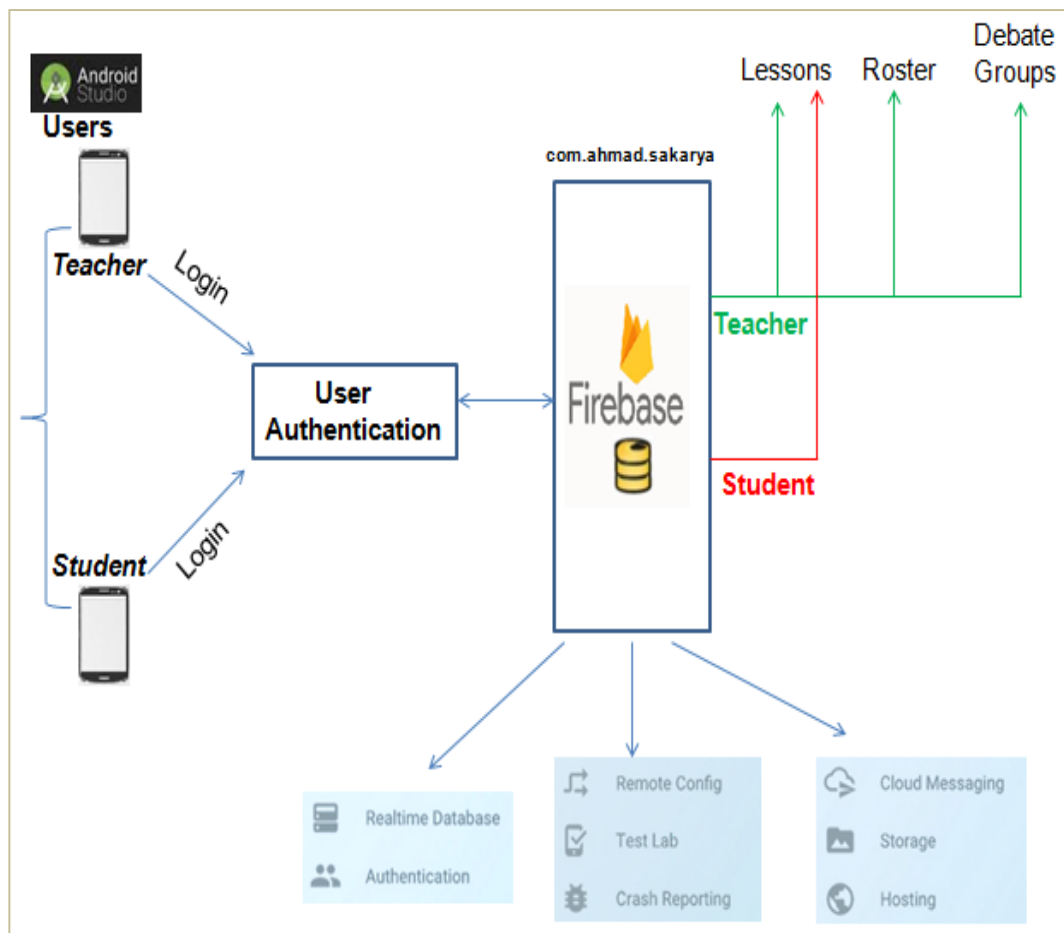 Android
Studio
Users
Teacher
Login
User
Authentication
Login
Student
com.ahmad.sakarya
Firebase
Lessons
Roster
Debate
Groups
Teacher
Student
Realtime Database
Authentication
Remote Config
Test Lab
Crash Reporting
Cloud Messaging
Storage
Hosting